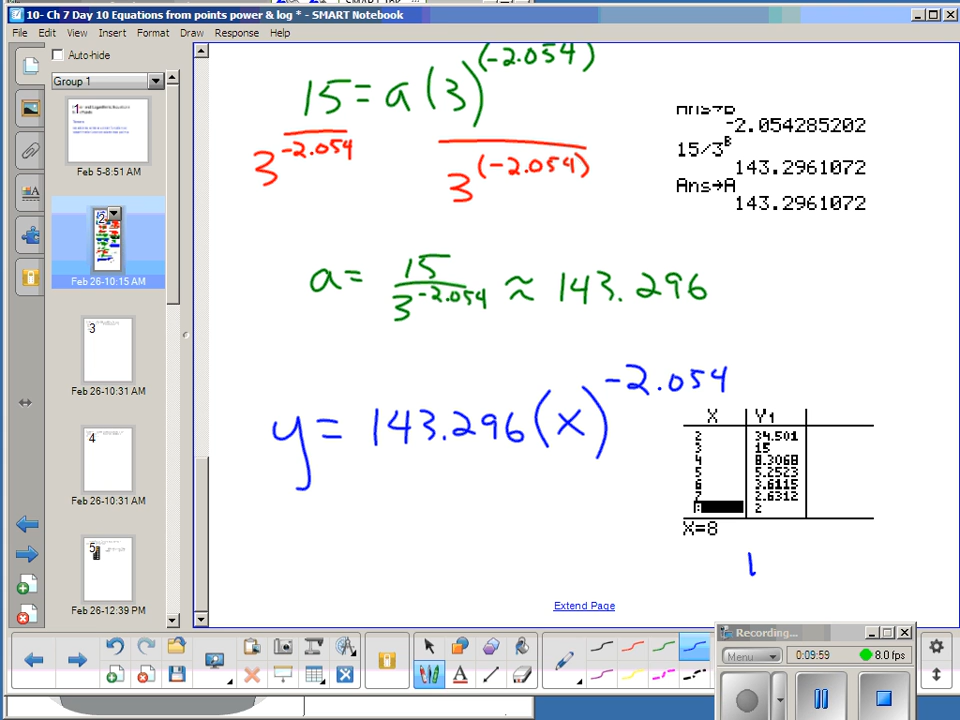 10- Ch 7 Day 10 Equations from points power & log * - SMART Notebook
File Edit View Insert Format Draw Response Help
Auto-hide
Group 1
1
Feb 5-8:51 AM
2
Feb 26-10:15 AM
3
Feb 26-10:31 AM
4
Feb 26-10:31 AM
5
Feb 26-12:39 PM
15 = a (3)^(-2.054)
3^-2.054 3^(-2.054)
Ans→B
-2.054285202
15/3^B
143.2961072
Ans→A
143.2961072
a = 15 / 3^-2.054 ≈ 143.296
y = 143.296 (x)^-2.054
X Y1
2 34.501
3 15
4 8.3068
5 5.2523
6 3.6115
7 2.6312
8 2
X=8
Extend Page
Recording...
Menu 0:09:59 8.0 fps